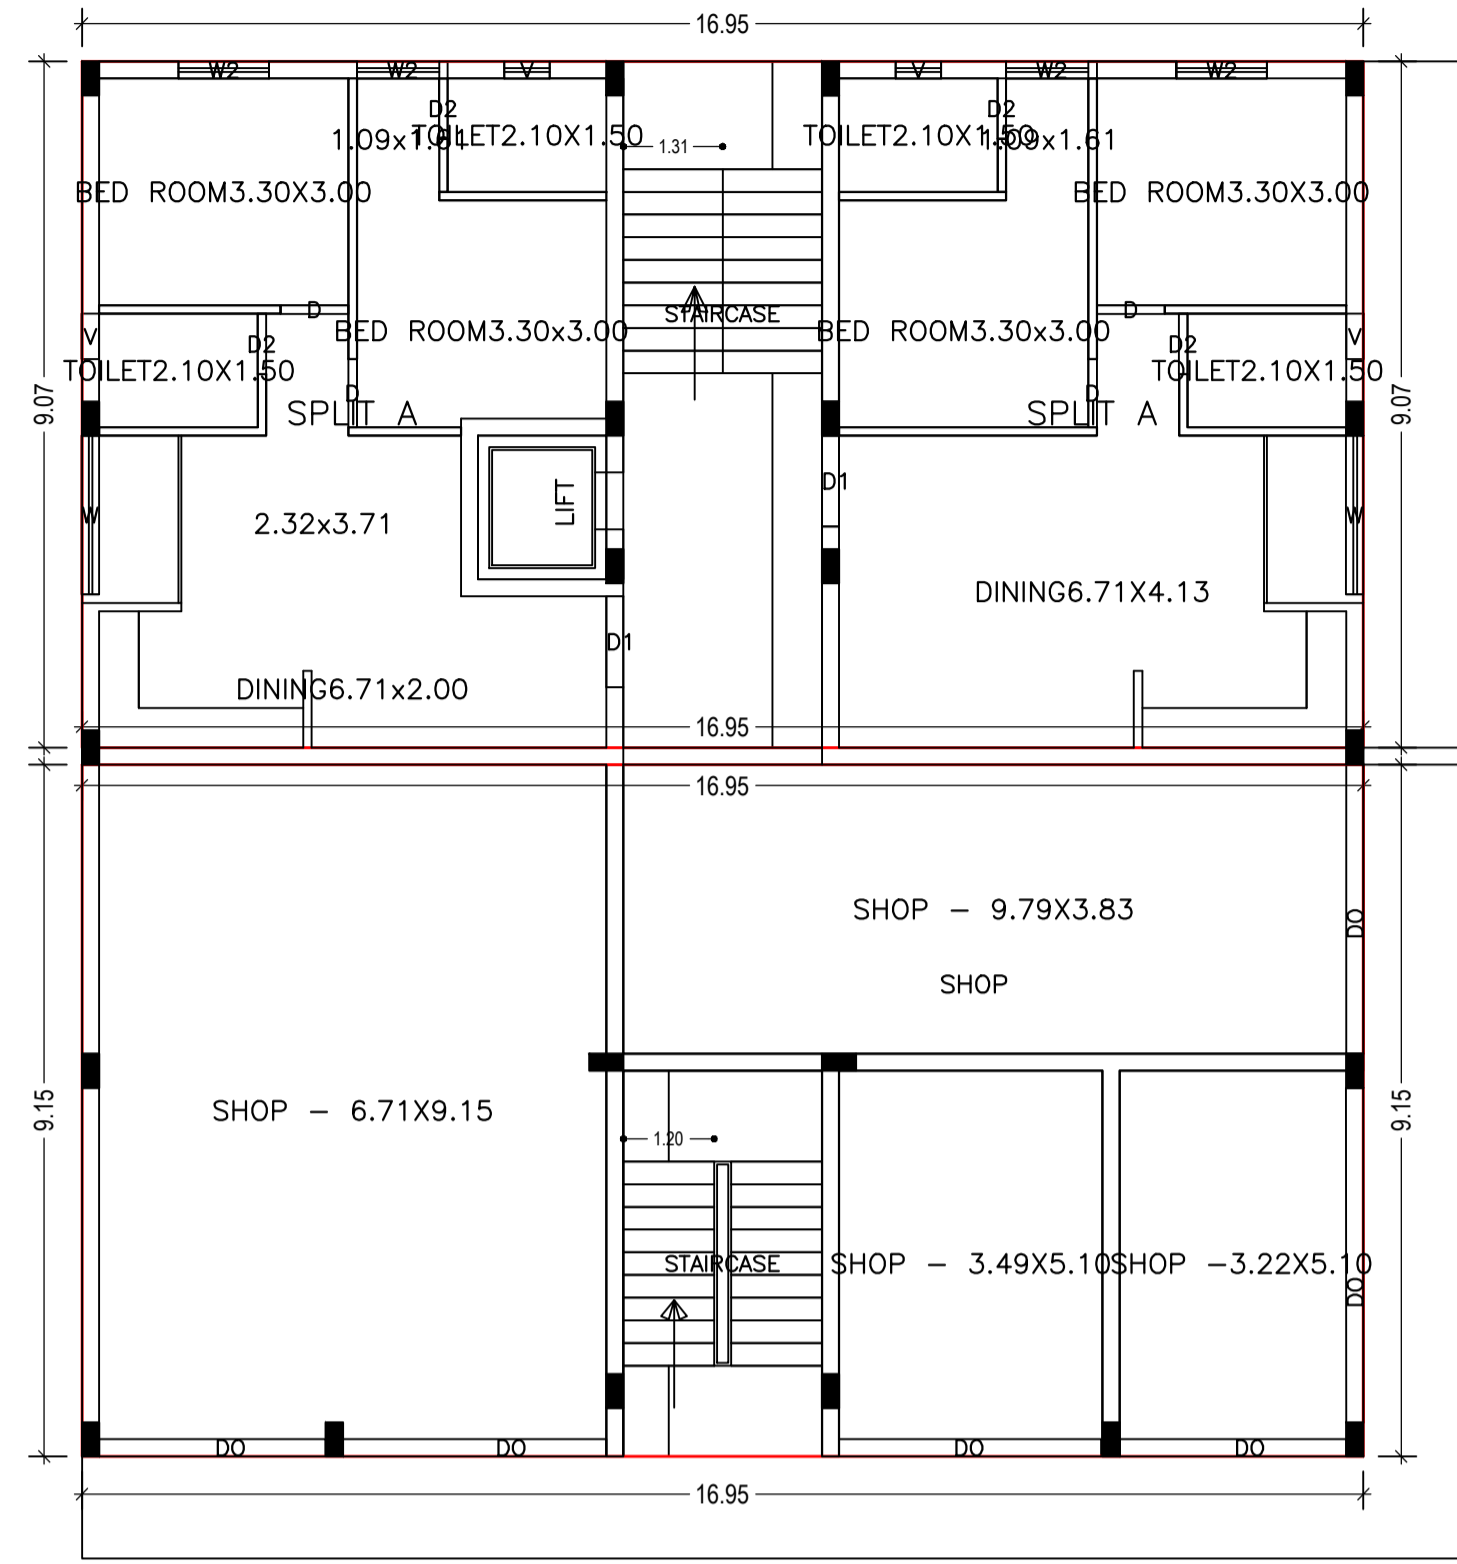 16.95
W2
W2
V
V
W2
W2
D2
D2
1.09x1.61
TOILET2.10X1.50
1.31
TOILET2.10X1.50
1.09x1.61
BED ROOM3.30X3.00
BED ROOM3.30X3.00
D
STAIRCASE
D
V
BED ROOM3.30x3.00
BED ROOM3.30x3.00
V
D2
D2
TOILET2.10X1.50
TOILET2.10X1.50
D
D
9.07
SPLIT A
SPLIT A
9.07
D1
LIFT
W
2.32x3.71
W
DINING6.71X4.13
D1
DINING6.71x2.00
16.95
16.95
SHOP - 9.79X3.83
DO
SHOP
9.15
SHOP - 6.71X9.15
9.15
1.20
STAIRCASE
SHOP - 3.49X5.10
SHOP -3.22X5.10
DO
DO
DO
DO
DO
16.95